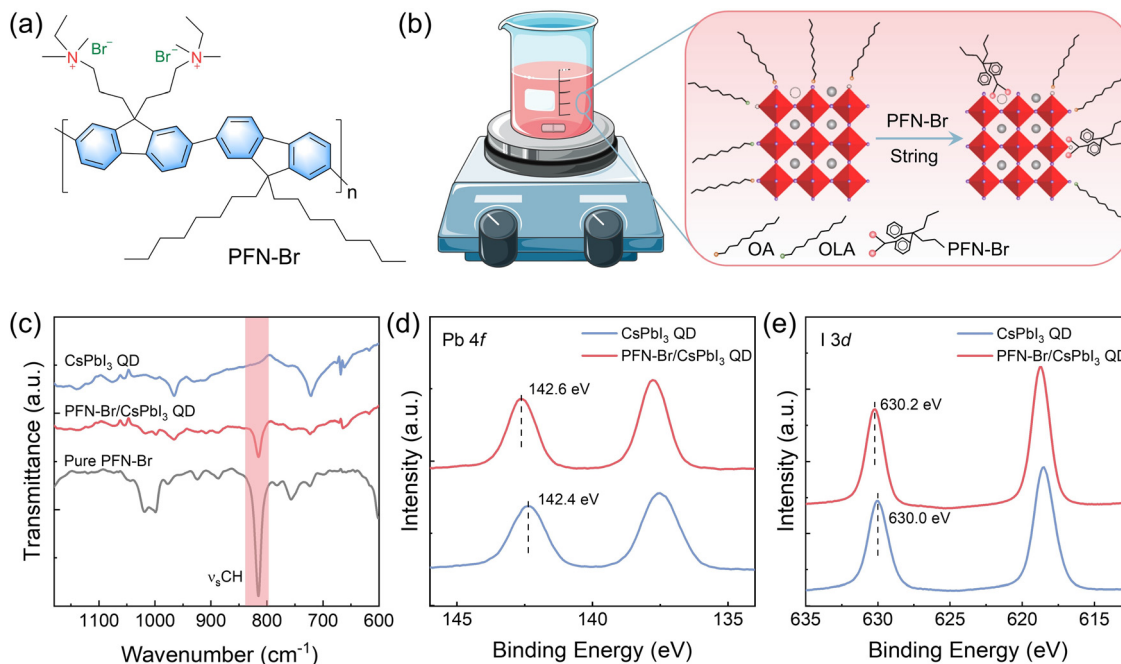 (a)
Br⁻
Br⁻
N
+
N
+
n
PFN-Br
(b)
PFN-Br
String
OA
OLA
PFN-Br
(c)
CsPbI₃ QD
PFN-Br/CsPbI₃ QD
Pure PFN-Br
νₛCH
Transmittance (a.u.)
1100 1000 900 800 700 600
Wavenumber (cm⁻¹)
(d)
Pb 4f
CsPbI₃ QD
PFN-Br/CsPbI₃ QD
142.6 eV
142.4 eV
Intensity (a.u.)
145 140 135
Binding Energy (eV)
(e)
I 3d
CsPbI₃ QD
PFN-Br/CsPbI₃ QD
630.2 eV
630.0 eV
Intensity (a.u.)
635 630 625 620 615
Binding Energy (eV)